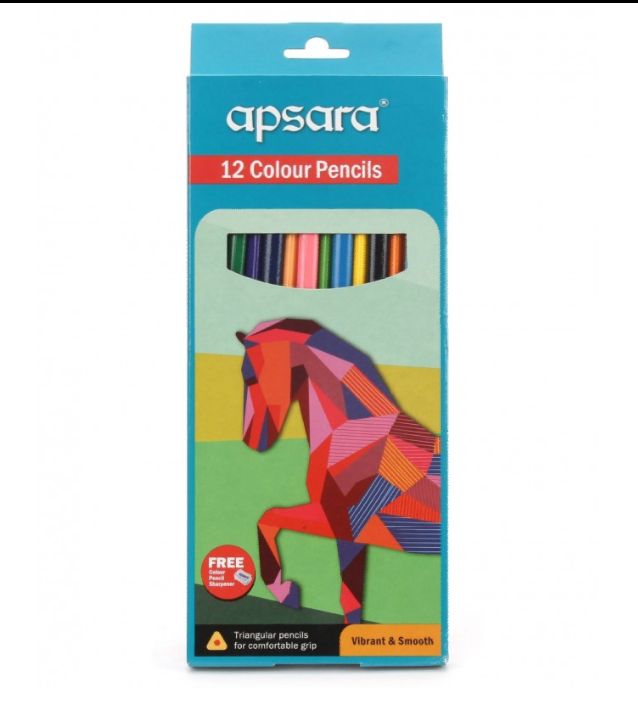 apsara®
12 Colour Pencils
FREE
Colour
Pencil
Sharpener
Triangular pencils
for comfortable grip
Vibrant & Smooth